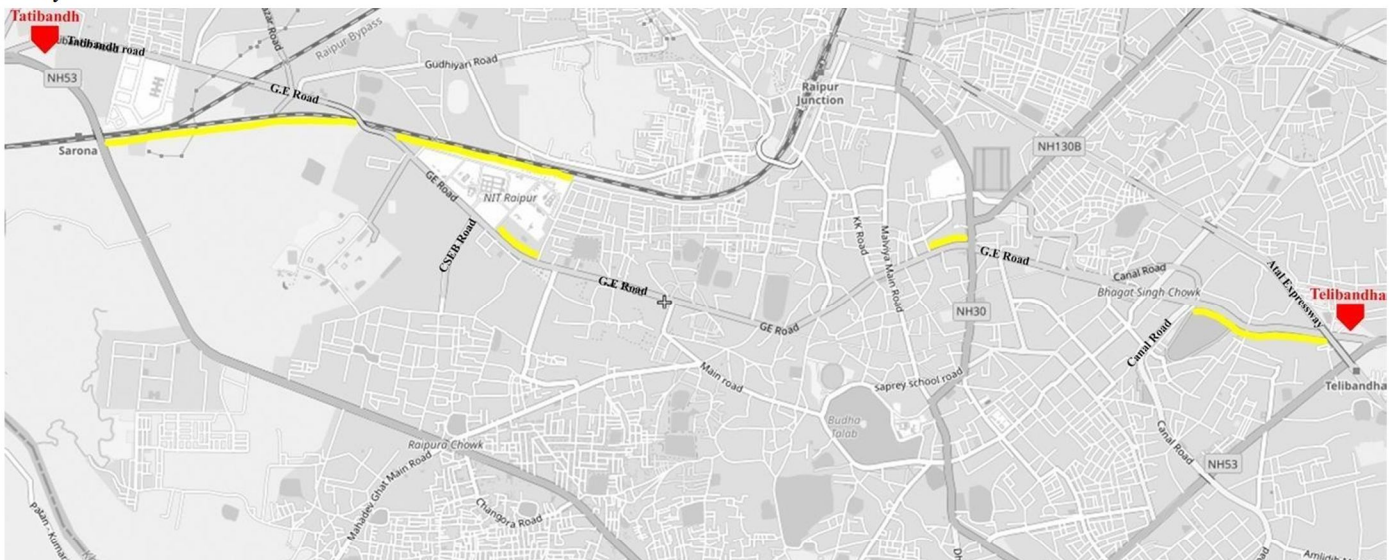 Tatibandh
Tatibandh road
Raipur Bypass
Gudhiyari Road
NH53
G.E Road
Raipur
Junction
NH130B
Sarona
NIT Raipur
GE Road
CSEB Road
KK Road
Malviya Main Road
G.E Road
G.E Road
Canal Road
Bhagat Singh Chowk
Atal Expressway
Telibandha
GE Road
NH30
Canal Road
Main road
saprey school road
Telibandha
Budha
Talab
Raipura Chowk
Canal Road
NH53
Mahadev Ghat Main Road
Changora Road